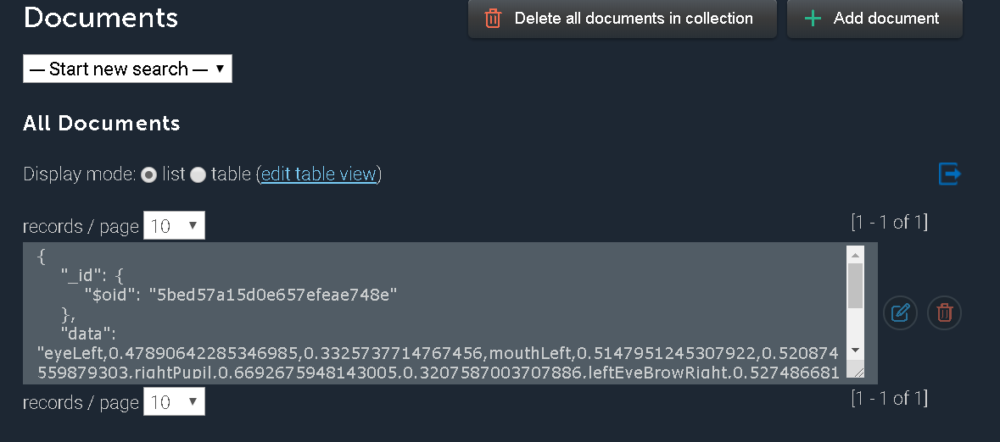 Documents
Delete all documents in collection
Add document
— Start new search —
All Documents
Display mode: list table (edit table view)
records / page 10
[1 - 1 of 1]
{
"_id": {
"$oid": "5bed57a15d0e657efeae748e"
},
"data":
"eyeLeft,0.47890642285346985,0.3325737714767456,mouthLeft,0.5147951245307922,0.520874
559879303,rightPupil,0.6692675948143005,0.3207587003707886,leftEyeBrowRight,0.527486681
records / page 10
[1 - 1 of 1]